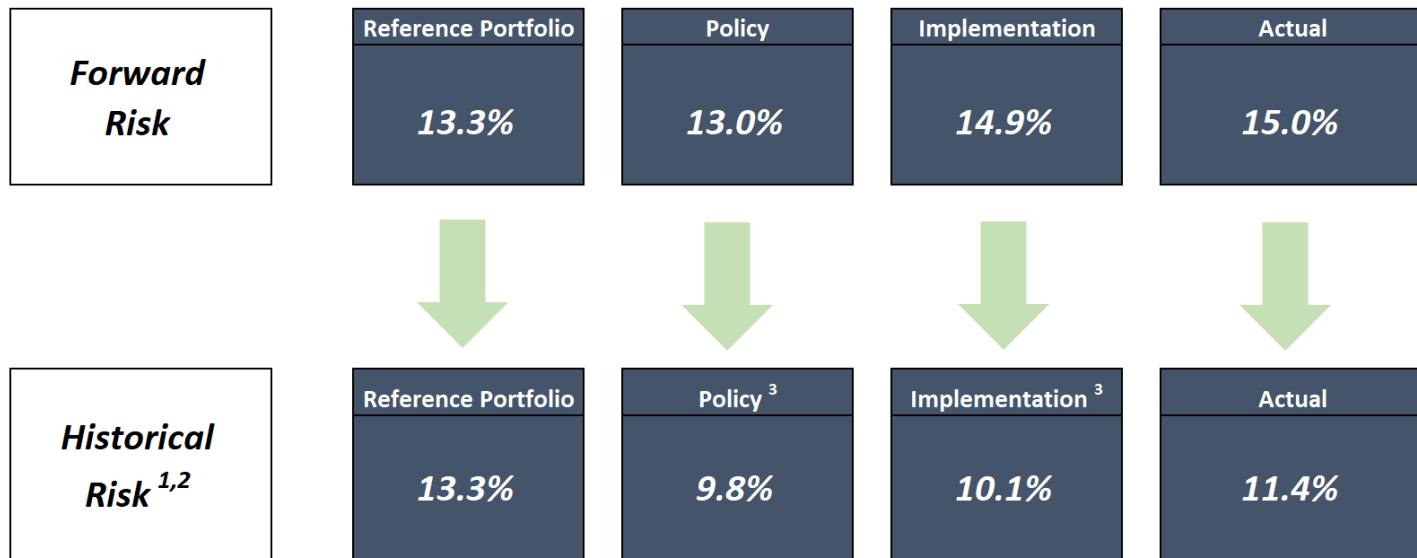 Forward
Risk
Reference Portfolio
13.3%
Policy
13.0%
Implementation
14.9%
Actual
15.0%
Historical
Risk 1,2
Reference Portfolio
13.3%
Policy 3
9.8%
Implementation 3
10.1%
Actual
11.4%